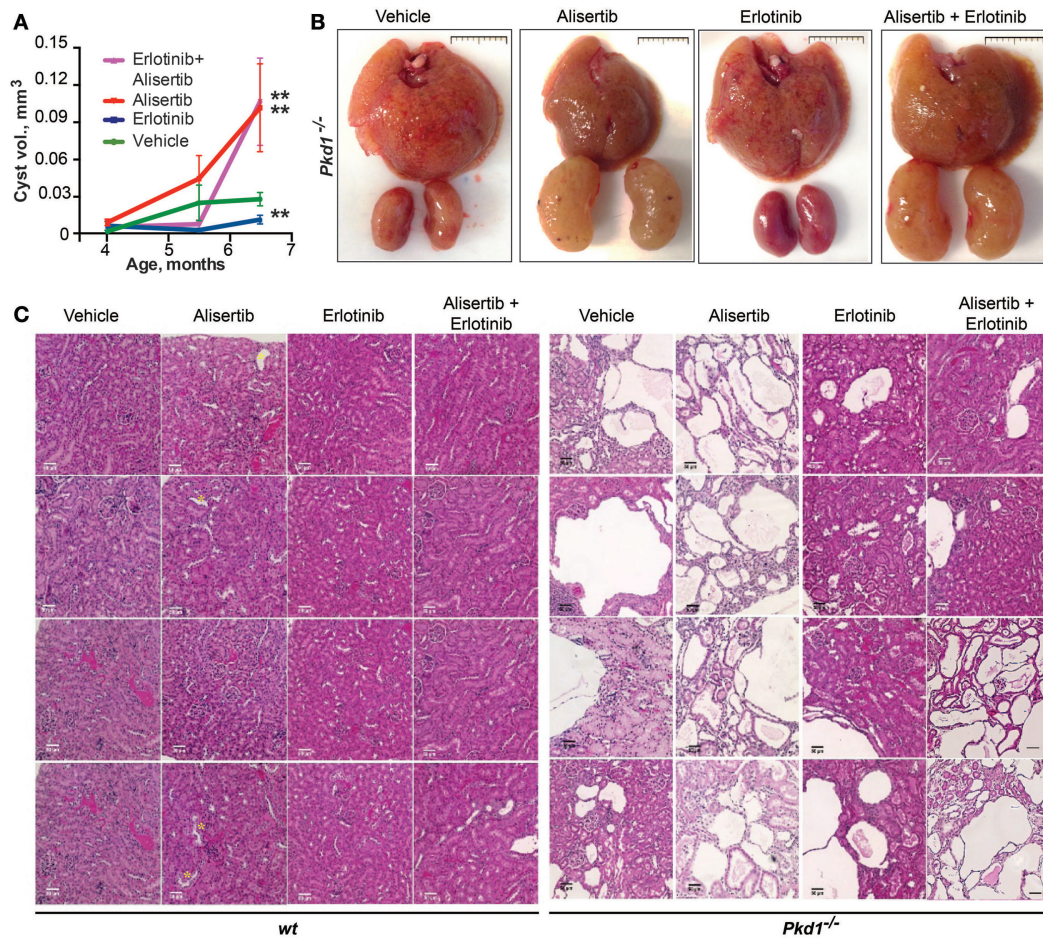 A
Cyst vol., mm³
0.15
0.12
0.09
0.06
0.03
0
4
5
6
7
Age, months
Erlotinib+
Alisertib
Alisertib
Erlotinib
Vehicle
**
**
**
B
Vehicle
Alisertib
Erlotinib
Alisertib + Erlotinib
Pkd1-/-
C
Vehicle
Alisertib
Erlotinib
Alisertib +
Erlotinib
Vehicle
Alisertib
Erlotinib
Alisertib +
Erlotinib
*
*
*
wt
Pkd1-/-